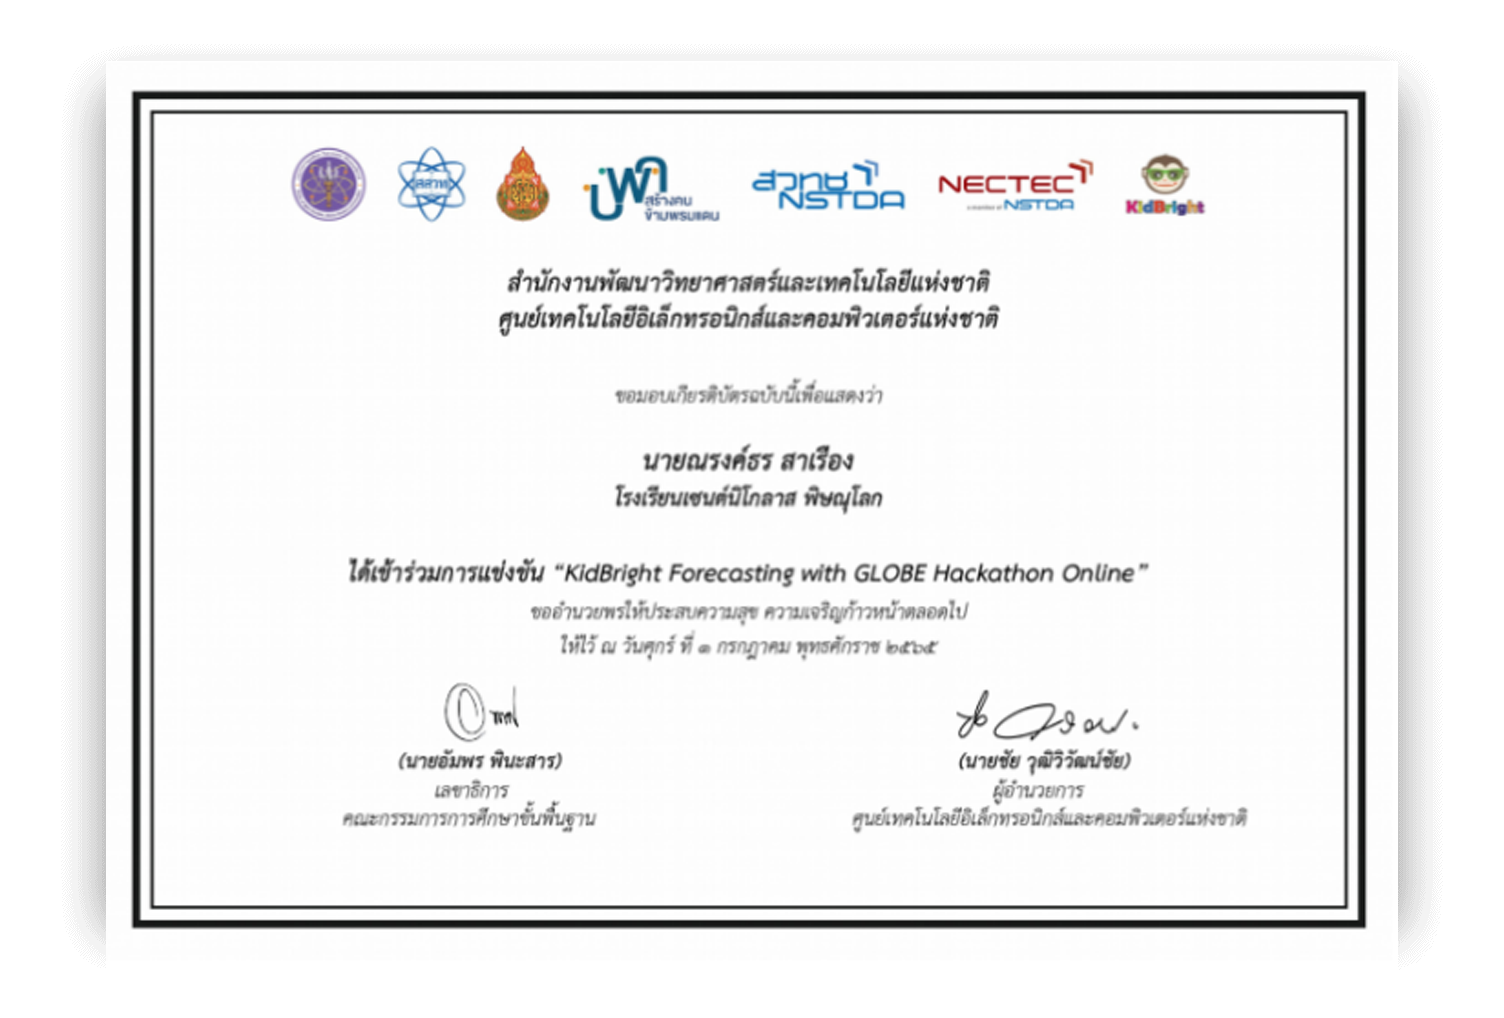 สสวท
บพค
สร้างคน
ข้ามพรมแดน
สวทช
NSTDA
NECTEC
a member of NSTDA
KidBright
สำนักงานพัฒนาวิทยาศาสตร์และเทคโนโลยีแห่งชาติ
ศูนย์เทคโนโลยีอิเล็กทรอนิกส์และคอมพิวเตอร์แห่งชาติ
ขอมอบเกียรติบัตรฉบับนี้เพื่อแสดงว่า
นายณรงค์ธร สาเรือง
โรงเรียนเซนต์นิโกลาส พิษณุโลก
ได้เข้าร่วมการแข่งขัน “KidBright Forecasting with GLOBE Hackathon Online”
ขออำนวยพรให้ประสบความสุข ความเจริญก้าวหน้าตลอดไป
ให้ไว้ ณ วันศุกร์ ที่ ๑ กรกฎาคม พุทธศักราช ๒๕๖๕
(นายอัมพร พินะสาร)
เลขาธิการ
คณะกรรมการการศึกษาขั้นพื้นฐาน
(นายชัย วุฒิวิวัฒน์ชัย)
ผู้อำนวยการ
ศูนย์เทคโนโลยีอิเล็กทรอนิกส์และคอมพิวเตอร์แห่งชาติ